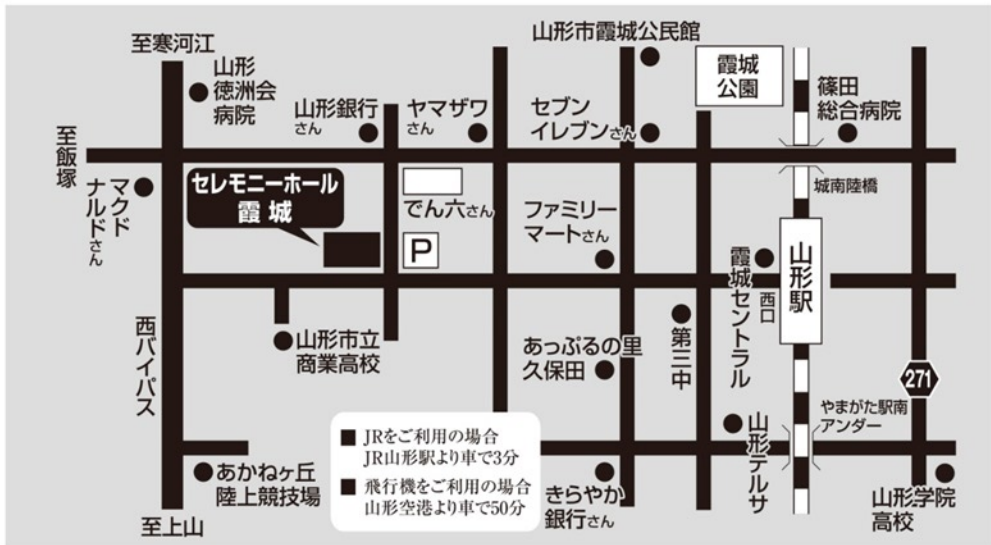 至寒河江
山形
徳洲会
病院
山形銀行
さん
ヤマザワ
さん
山形市霞城公民館
セブン
イレブンさん
霞城
公園
篠田
総合病院
至飯塚
マクド
ナルドさん
セレモニーホール
霞城
でん六さん
P
ファミリー
マートさん
城南陸橋
霞城セントラル
西口
山形駅
西バイパス
山形市立
商業高校
あっぷるの里
久保田
第三中
271
やまがた駅南
アンダー
山形テルサ
■ JRをご利用の場合
JR山形駅より車で3分
■ 飛行機をご利用の場合
山形空港より車で50分
あかねヶ丘
陸上競技場
至上山
きらやか
銀行さん
山形学院
高校